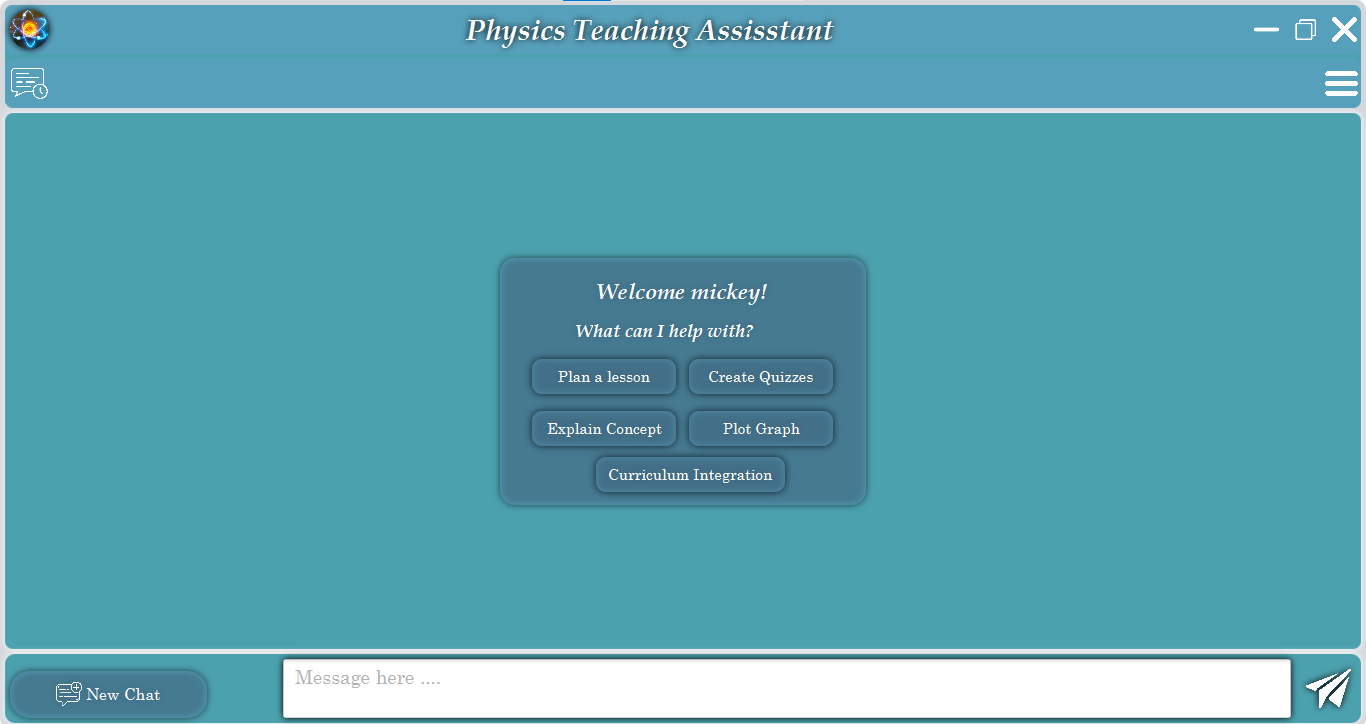 Physics Teaching Assisstant
Welcome mickey!
What can I help with?
Plan a lesson
Create Quizzes
Explain Concept
Plot Graph
Curriculum Integration
New Chat
Message here ....